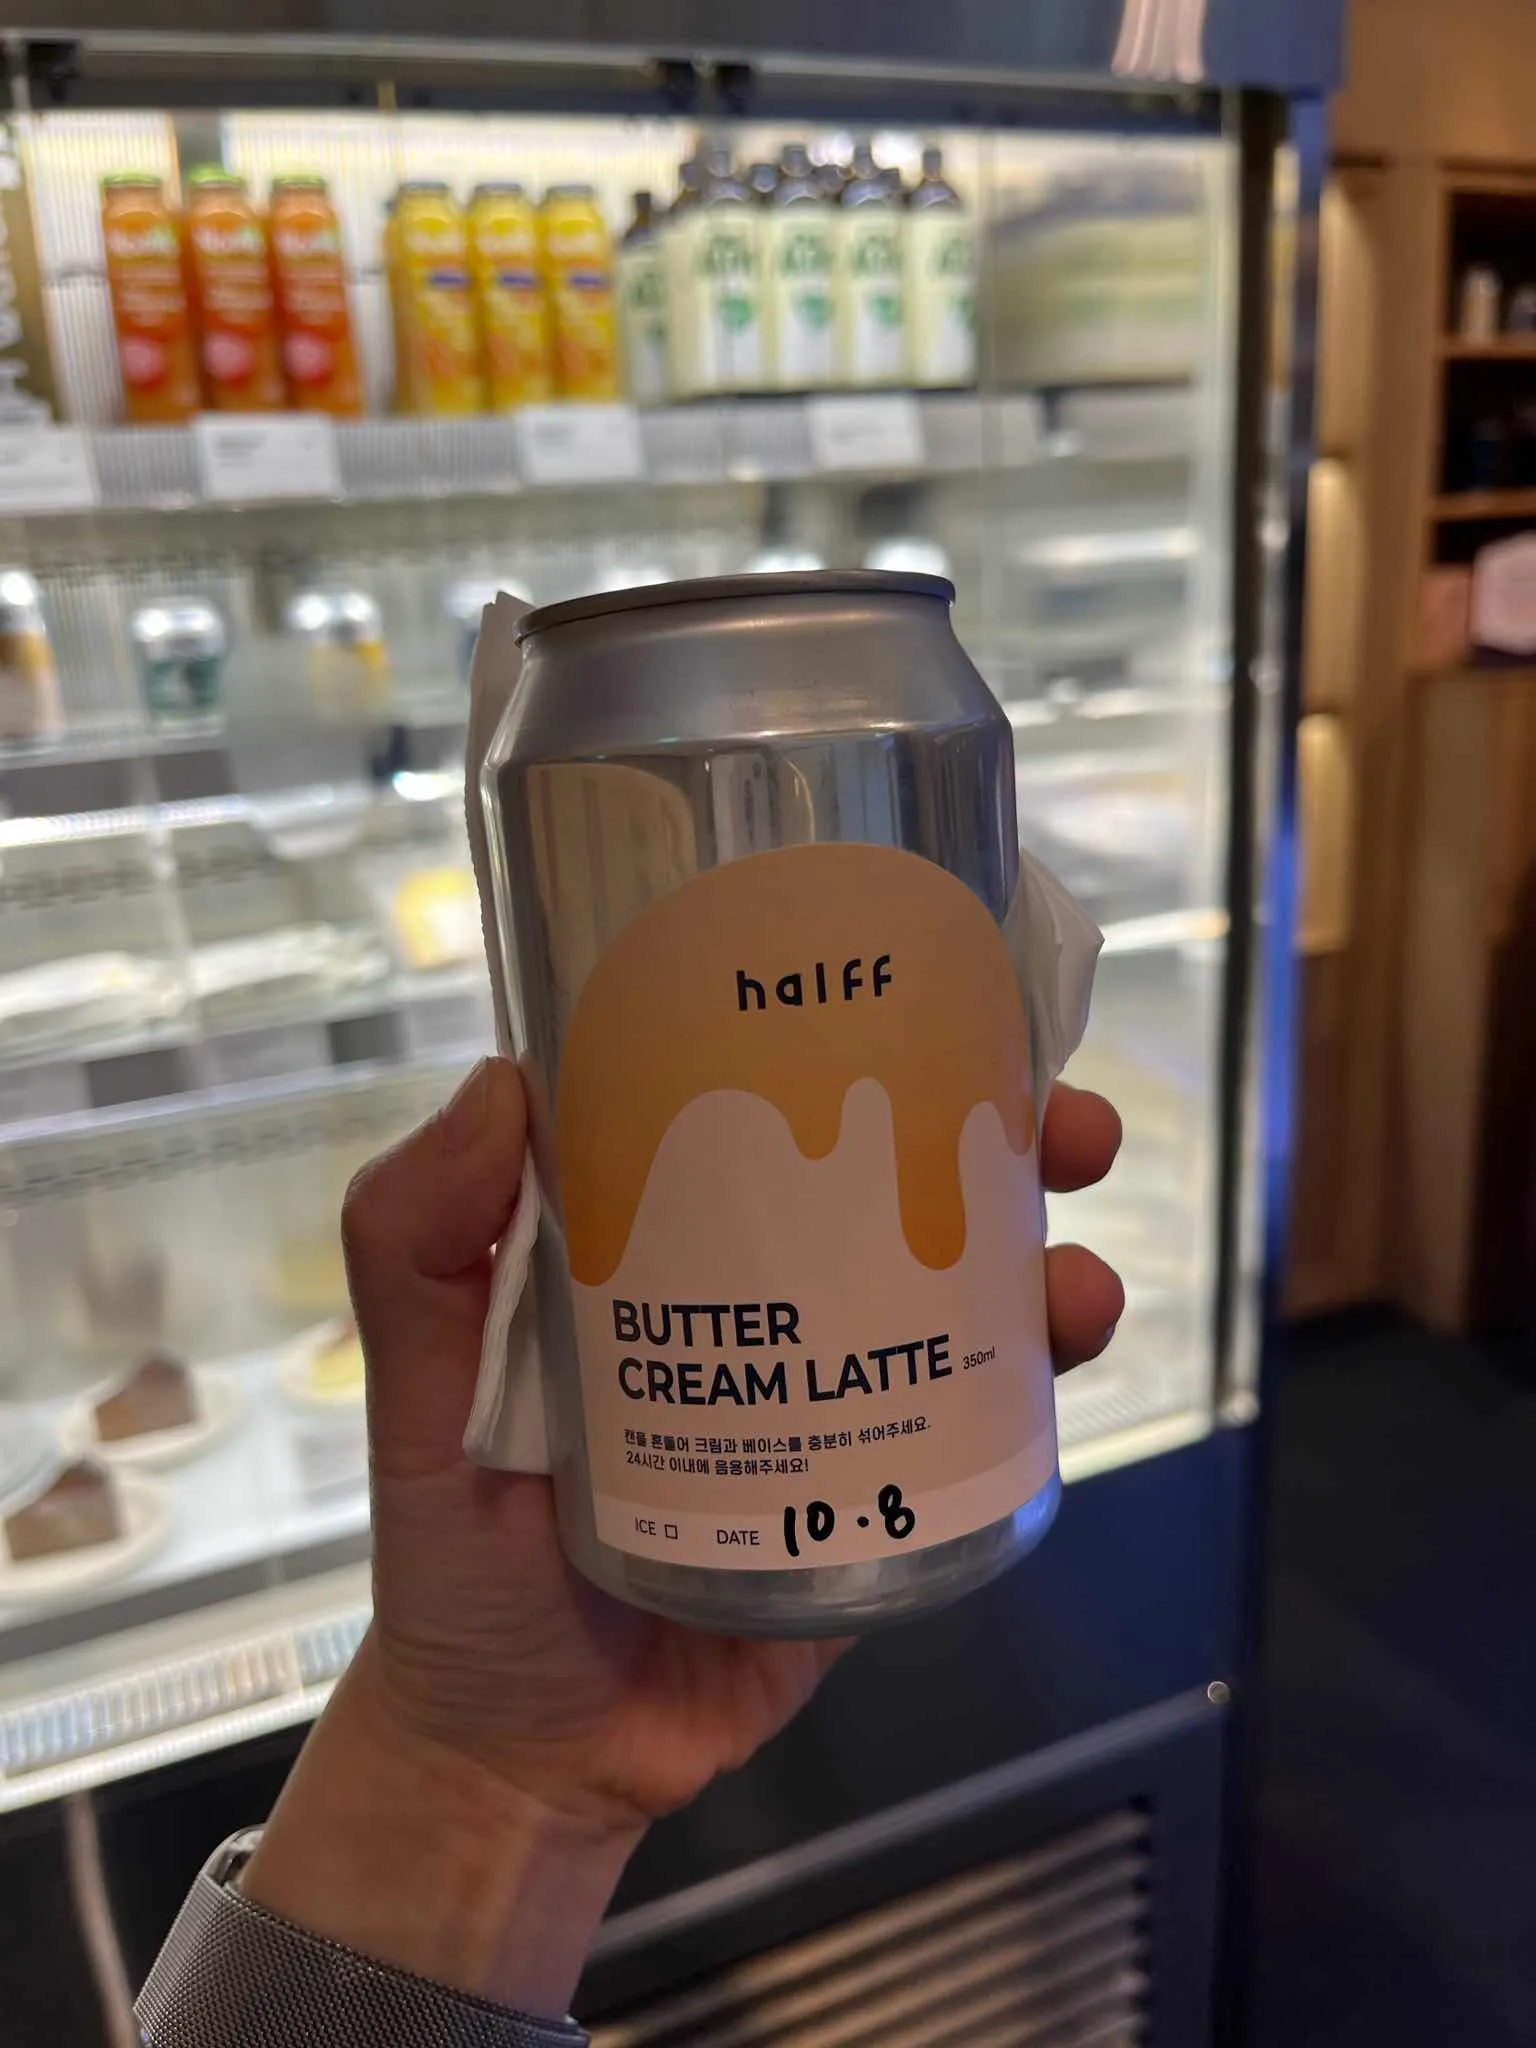 halff
BUTTER
CREAM LATTE 350ml
캔을 흔들어 크림과 베이스를 충분히 섞어주세요.
24시간 이내에 음용해주세요!
ICE □ DATE 10.8